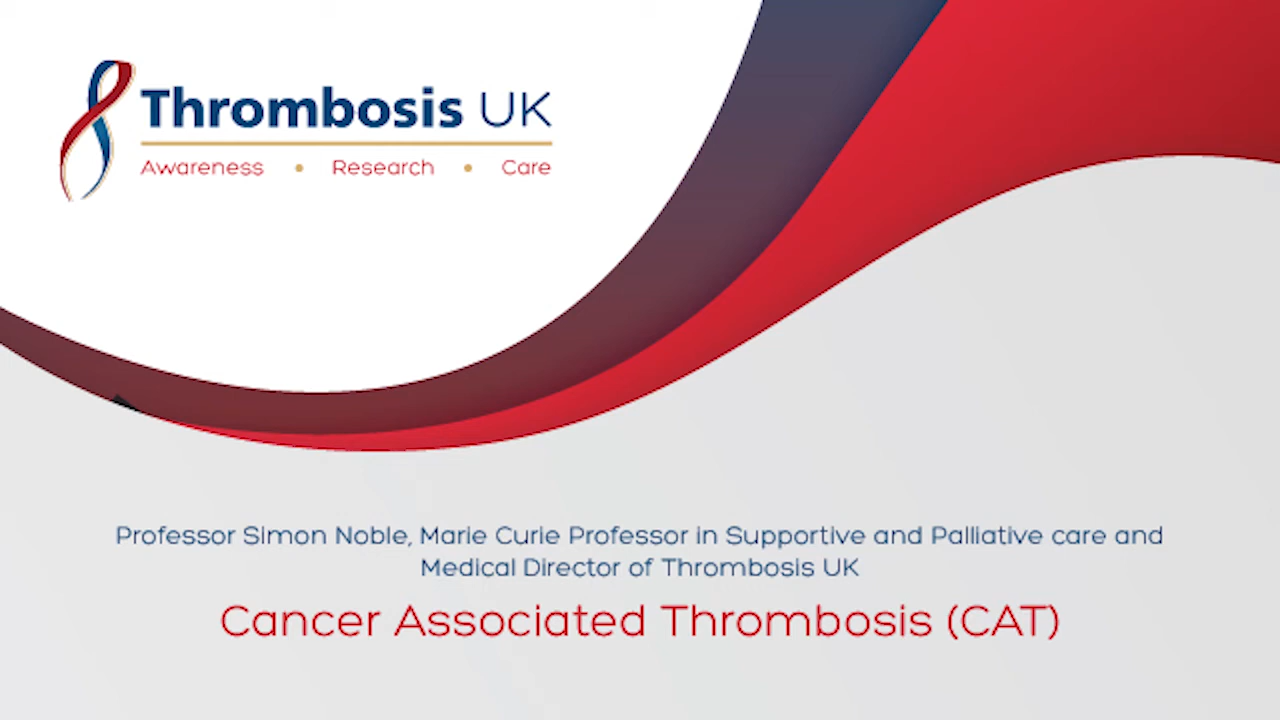 Thrombosis UK
Awareness • Research • Care
Professor Simon Noble, Marie Curie Professor in Supportive and Palliative care and
Medical Director of Thrombosis UK
Cancer Associated Thrombosis (CAT)